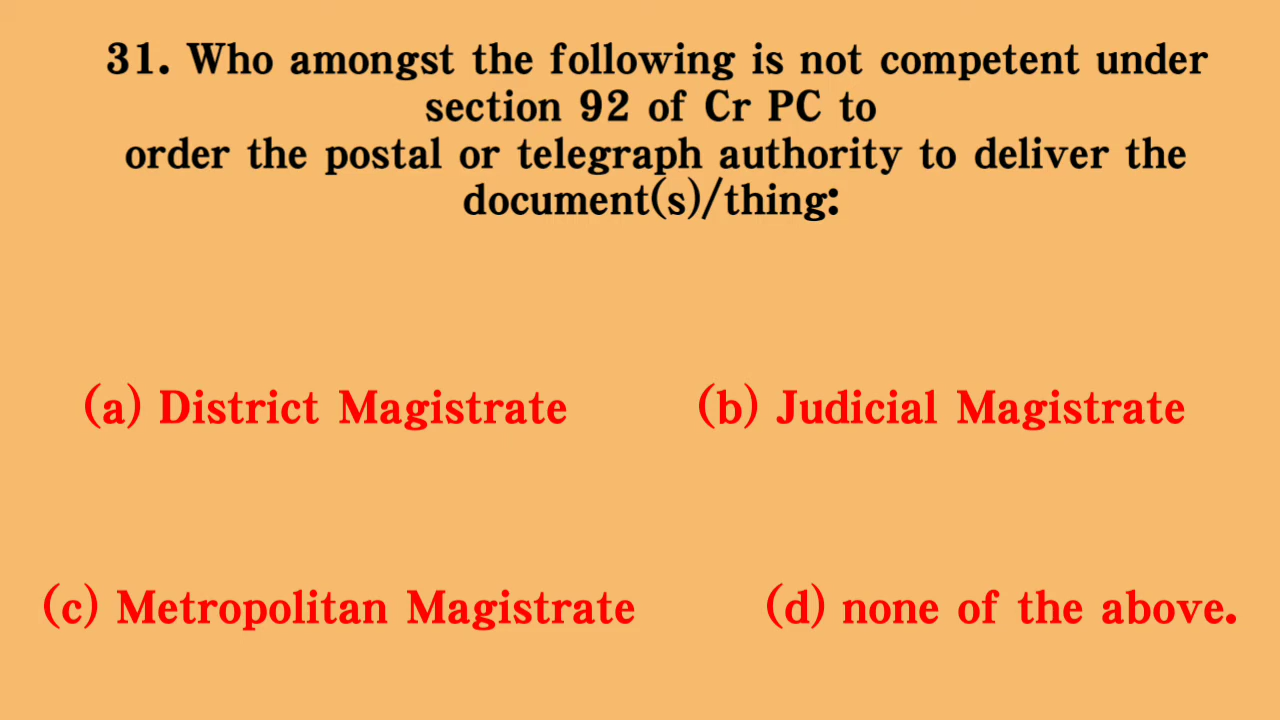 31. Who amongst the following is not competent under
section 92 of Cr PC to
order the postal or telegraph authority to deliver the
document(s)/thing:
(a) District Magistrate
(b) Judicial Magistrate
(c) Metropolitan Magistrate
(d) none of the above.